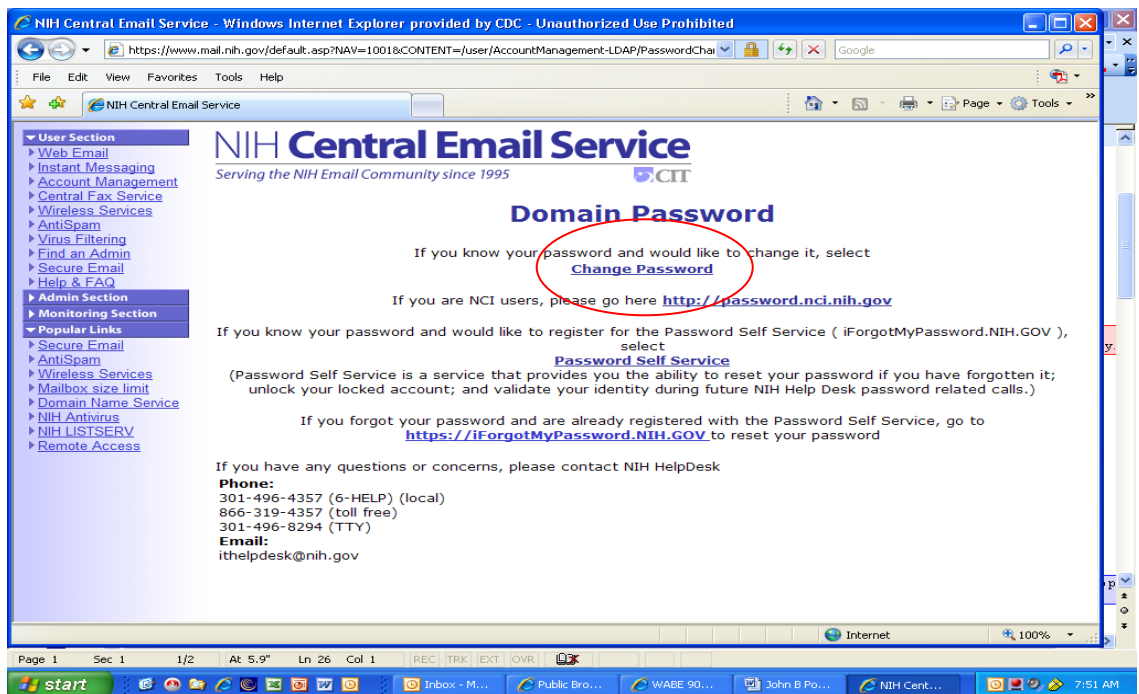 NIH Central Email Service - Windows Internet Explorer provided by CDC - Unauthorized Use Prohibited
https://www.mail.nih.gov/default.asp?NAV=1001&CONTENT=/user/AccountManagement-LDAP/PasswordChan
Google
File Edit View Favorites Tools Help
NIH Central Email Service
Page Tools
User Section
Web Email
Instant Messaging
Account Management
Central Fax Service
Wireless Services
AntiSpam
Virus Filtering
Find an Admin
Secure Email
Help & FAQ
Admin Section
Monitoring Section
Popular Links
Secure Email
AntiSpam
Wireless Services
Mailbox size limit
Domain Name Service
NIH Antivirus
NIH LISTSERV
Remote Access
NIH Central Email Service
Serving the NIH Email Community since 1995
CIT
Domain Password
If you know your password and would like to change it, select
Change Password
If you are NCI users, please go here http://password.nci.nih.gov
If you know your password and would like to register for the Password Self Service ( iForgotMyPassword.NIH.GOV ),
select
Password Self Service
(Password Self Service is a service that provides you the ability to reset your password if you have forgotten it;
unlock your locked account; and validate your identity during future NIH Help Desk password related calls.)
If you forgot your password and are already registered with the Password Self Service, go to
https://iForgotMyPassword.NIH.GOV to reset your password
If you have any questions or concerns, please contact NIH HelpDesk
Phone:
301-496-4357 (6-HELP) (local)
866-319-4357 (toll free)
301-496-8294 (TTY)
Email:
ithelpdesk@nih.gov
y.
p
Internet
100%
Page 1 Sec 1 1/2 At 5.9" Ln 26 Col 1 REC TRK EXT OVR
start
Inbox - M...
Public Bro...
WABE 90....
John B Po...
NIH Cent...
7:51 AM